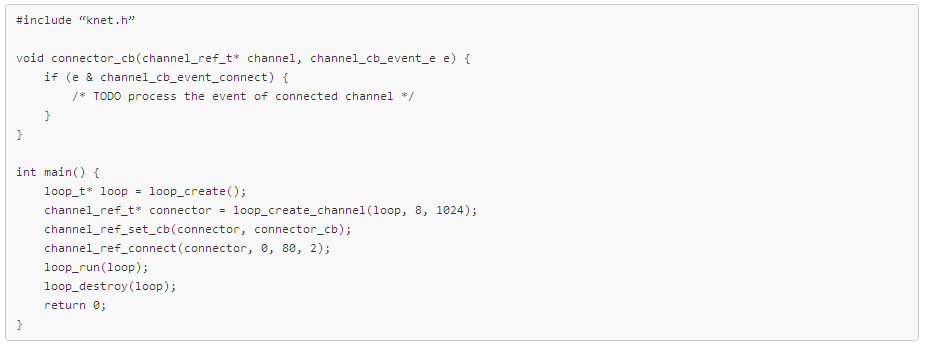 #include “knet.h”
void connector_cb(channel_ref_t* channel, channel_cb_event_e e) {
if (e & channel_cb_event_connect) {
/* TODO process the event of connected channel */
}
}
int main() {
loop_t* loop = loop_create();
channel_ref_t* connector = loop_create_channel(loop, 8, 1024);
channel_ref_set_cb(connector, connector_cb);
channel_ref_connect(connector, 0, 80, 2);
loop_run(loop);
loop_destroy(loop);
return 0;
}